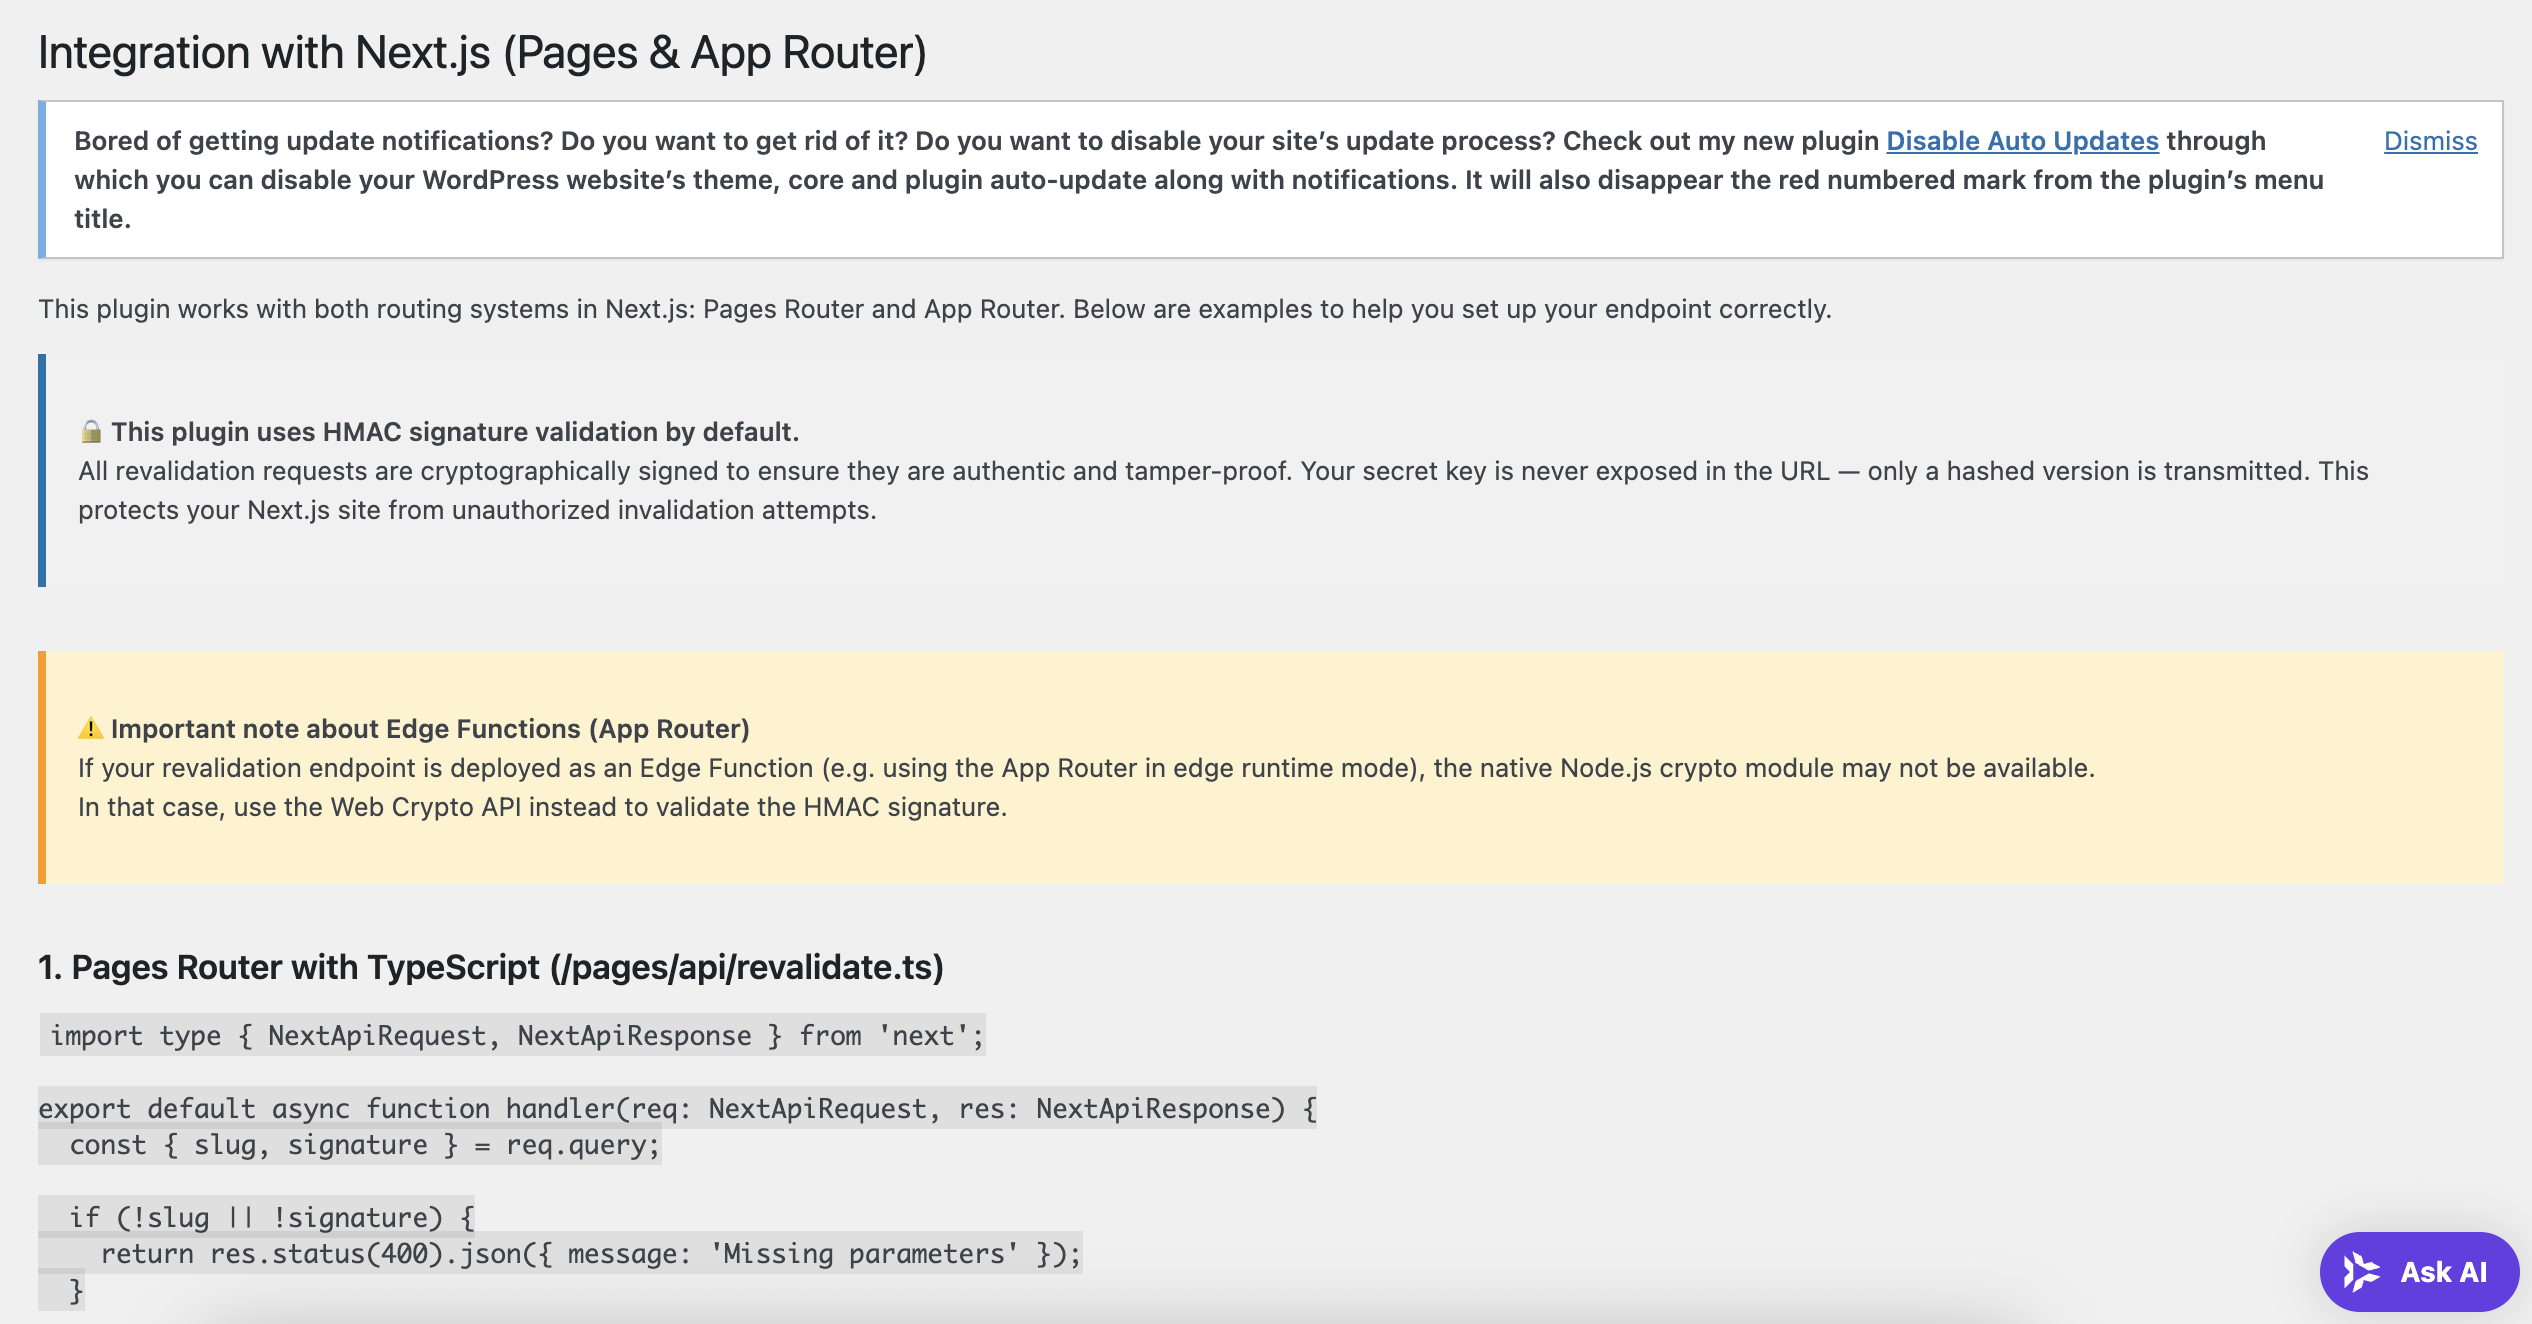 Integration with Next.js (Pages & App Router)
Bored of getting update notifications? Do you want to get rid of it? Do you want to disable your site’s update process? Check out my new plugin Disable Auto Updates through
which you can disable your WordPress website’s theme, core and plugin auto-update along with notifications. It will also disappear the red numbered mark from the plugin’s menu
title.
Dismiss
This plugin works with both routing systems in Next.js: Pages Router and App Router. Below are examples to help you set up your endpoint correctly.
🔒 This plugin uses HMAC signature validation by default.
All revalidation requests are cryptographically signed to ensure they are authentic and tamper-proof. Your secret key is never exposed in the URL — only a hashed version is transmitted. This
protects your Next.js site from unauthorized invalidation attempts.
⚠️ Important note about Edge Functions (App Router)
If your revalidation endpoint is deployed as an Edge Function (e.g. using the App Router in edge runtime mode), the native Node.js crypto module may not be available.
In that case, use the Web Crypto API instead to validate the HMAC signature.
1. Pages Router with TypeScript (/pages/api/revalidate.ts)
import type { NextApiRequest, NextApiResponse } from 'next';
export default async function handler(req: NextApiRequest, res: NextApiResponse) {
  const { slug, signature } = req.query;
  if (!slug || !signature) {
    return res.status(400).json({ message: 'Missing parameters' });
  }
Ask AI